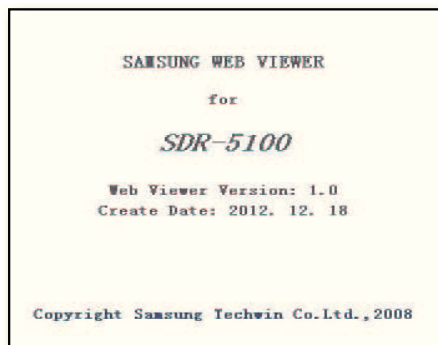 SAMSUNG WEB VIEWER
for
SDR-5100
Web Viewer Version: 1.0
Create Date: 2012. 12. 18
Copyright Samsung Techwin Co.Ltd.,2008